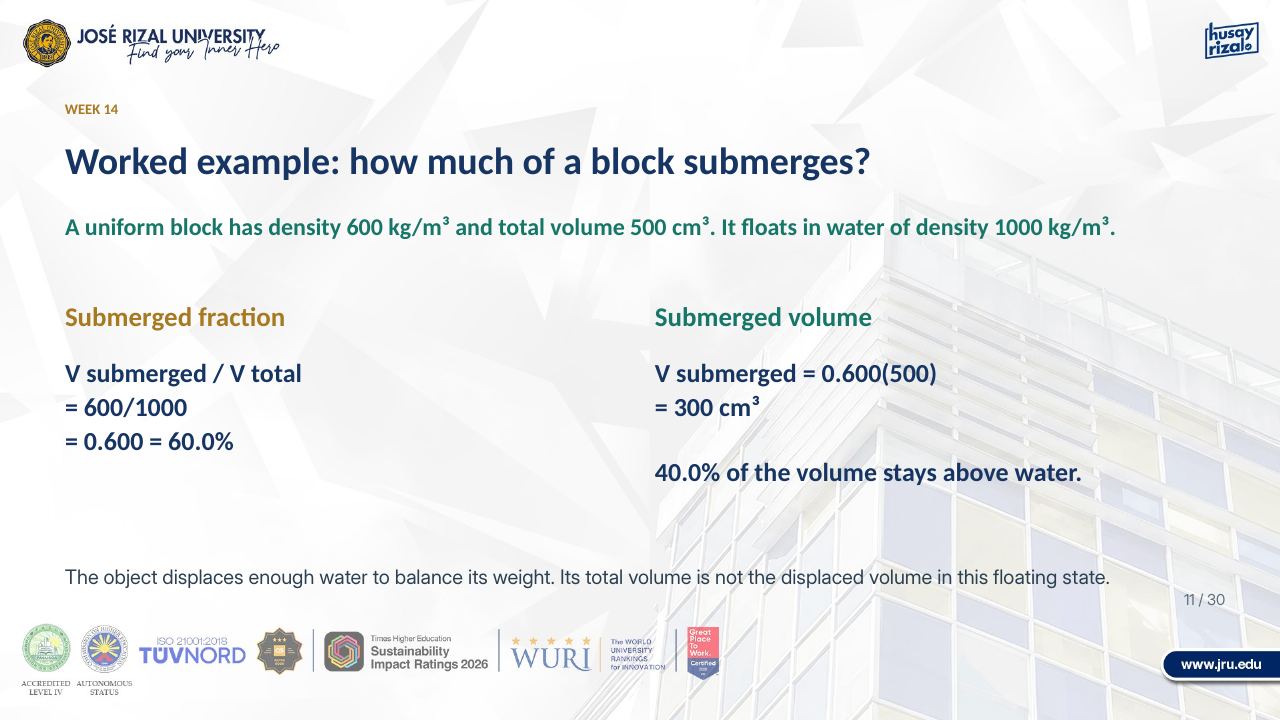 JOSÉ RIZAL UNIVERSITY
Find your Inner Hero
husay
rizal
WEEK 14
Worked example: how much of a block submerges?
A uniform block has density 600 kg/m³ and total volume 500 cm³. It floats in water of density 1000 kg/m³.
Submerged fraction
V submerged / V total
= 600/1000
= 0.600 = 60.0%
Submerged volume
V submerged = 0.600(500)
= 300 cm³
40.0% of the volume stays above water.
The object displaces enough water to balance its weight. Its total volume is not the displaced volume in this floating state.
11 / 30
ACCREDITED
LEVEL IV
AUTONOMOUS
STATUS
ISO 21001:2018
TÜVNORD
Times Higher Education
Sustainability
Impact Ratings 2026
WURI
The WORLD
UNIVERSITY
RANKINGS
for INNOVATION
Great
Place
To
Work.
Certified
www.jru.edu